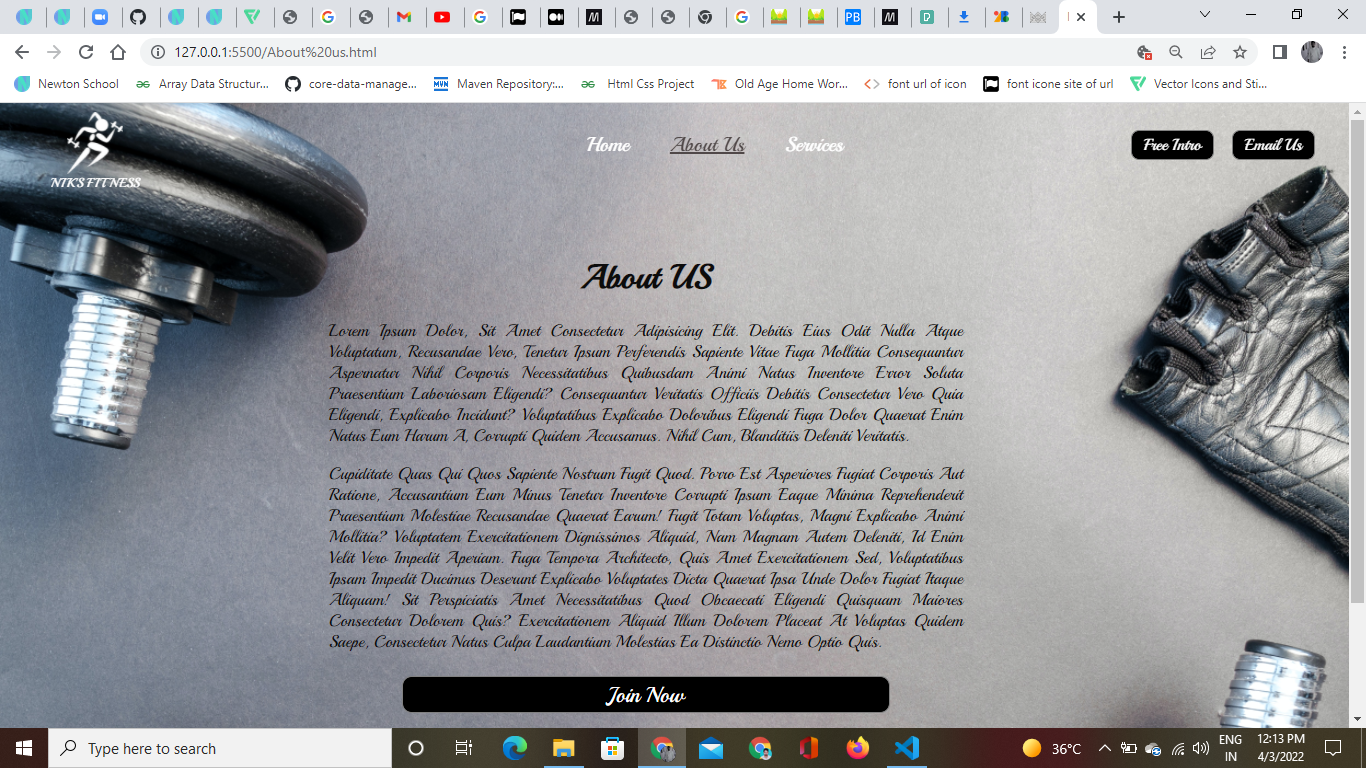 127.0.0.1:5500/About%20us.html
Newton School
Array Data Structur...
core-data-manage...
Maven Repository:...
Html Css Project
Old Age Home Wor...
font url of icon
font icone site of url
Vector Icons and Sti...
NTK'S FITNESS
Home
About Us
Services
Free Intro
Email Us
About US
Lorem Ipsum Dolor, Sit Amet Consectetur Adipisicing Elit. Debitis Eius Odit Nulla Atque
Voluptatum, Recusandae Vero, Tenetur Ipsum Perferendis Sapiente Vitae Fuga Mollitia Consequuntur
Aspernatur Nihil Corporis Necessitatibus Quibusdam Animi Natus Inventore Error Soluta
Praesentium Laboriosam Eligendi? Consequuntur Veritatis Officiis Debitis Consectetur Vero Quia
Eligendi, Explicabo Incidunt? Voluptatibus Explicabo Doloribus Eligendi Fuga Dolor Quaerat Enim
Natus Eum Harum A, Corrupti Quidem Accusamus. Nihil Cum, Blanditiis Deleniti Veritatis.
Cupiditate Quas Qui Quos Sapiente Nostrum Fugit Quod. Porro Est Asperiores Fugiat Corporis Aut
Ratione, Accusantium Eum Minus Tenetur Inventore Corrupti Ipsum Eaque Minima Reprehenderit
Praesentium Molestiae Recusandae Quaerat Earum! Fugit Totam Voluptas, Magni Explicabo Animi
Mollitia? Voluptatem Exercitationem Dignissimos Aliquid, Nam Magnam Autem Deleniti, Id Enim
Velit Vero Impedit Aperiam. Fuga Tempora Architecto, Quis Amet Exercitationem Sed, Voluptatibus
Ipsam Impedit Ducimus Deserunt Explicabo Voluptates Dicta Quaerat Ipsa Unde Dolor Fugiat Itaque
Aliquam! Sit Perspiciatis Amet Necessitatibus Quod Obcaecati Eligendi Quisquam Maiores
Consectetur Dolorem Quis? Exercitationem Aliquid Illum Dolorem Placeat At Voluptas Quidem
Saepe, Consectetur Natus Culpa Laudantium Molestias Ea Distinctio Nemo Optio Quis.
Join Now
Type here to search
36°C
ENG
IN
12:13 PM
4/3/2022